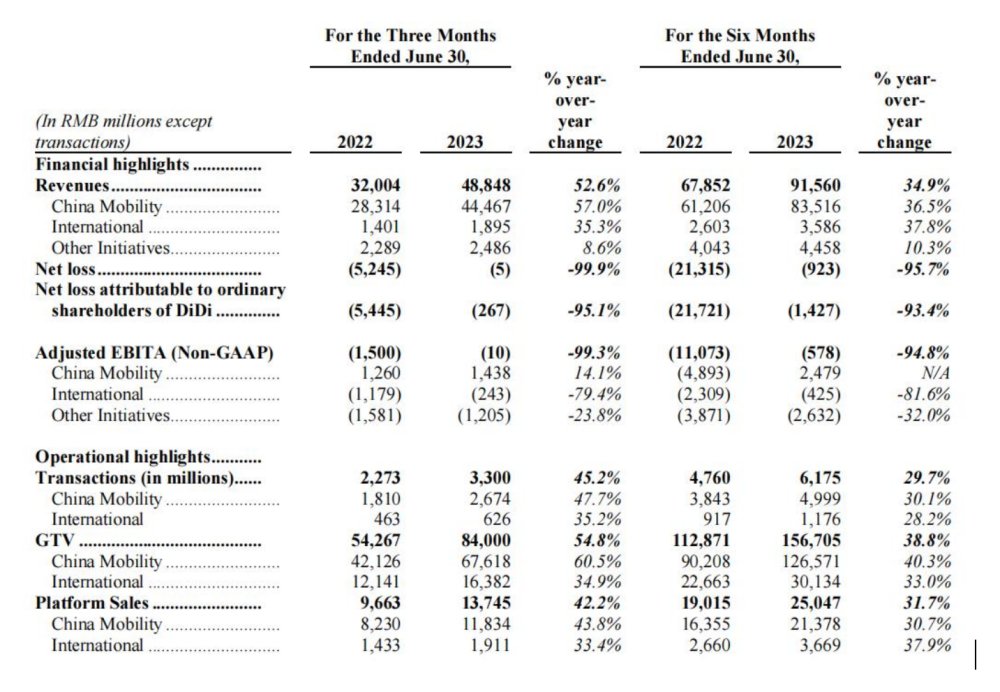 For the Three Months For the Six Months
Ended June 30, Ended June 30,
% year- % year-
over- over-
(In RMB millions except year year
transactions) 2022 2023 change 2022 2023 change
Financial highlights ...............
Revenues.................................. 32,004 48,848 52.6% 67,852 91,560 34.9%
China Mobility ......................... 28,314 44,467 57.0% 61,206 83,516 36.5%
International ............................ 1,401 1,895 35.3% 2,603 3,586 37.8%
Other Initiatives........................ 2,289 2,486 8.6% 4,043 4,458 10.3%
Net loss..................................... (5,245) (5) -99.9% (21,315) (923) -95.7%
Net loss attributable to ordinary
shareholders of DiDi .............. (5,445) (267) -95.1% (21,721) (1,427) -93.4%
Adjusted EBITA (Non-GAAP) (1,500) (10) -99.3% (11,073) (578) -94.8%
China Mobility ......................... 1,260 1,438 14.1% (4,893) 2,479 N/A
International ............................ (1,179) (243) -79.4% (2,309) (425) -81.6%
Other Initiatives........................ (1,581) (1,205) -23.8% (3,871) (2,632) -32.0%
Operational highlights...........
Transactions (in millions)...... 2,273 3,300 45.2% 4,760 6,175 29.7%
China Mobility ......................... 1,810 2,674 47.7% 3,843 4,999 30.1%
International 463 626 35.2% 917 1,176 28.2%
GTV ......................................... 54,267 84,000 54.8% 112,871 156,705 38.8%
China Mobility ......................... 42,126 67,618 60.5% 90,208 126,571 40.3%
International ............................ 12,141 16,382 34.9% 22,663 30,134 33.0%
Platform Sales ........................ 9,663 13,745 42.2% 19,015 25,047 31.7%
China Mobility ......................... 8,230 11,834 43.8% 16,355 21,378 30.7%
International ............................ 1,433 1,911 33.4% 2,660 3,669 37.9%